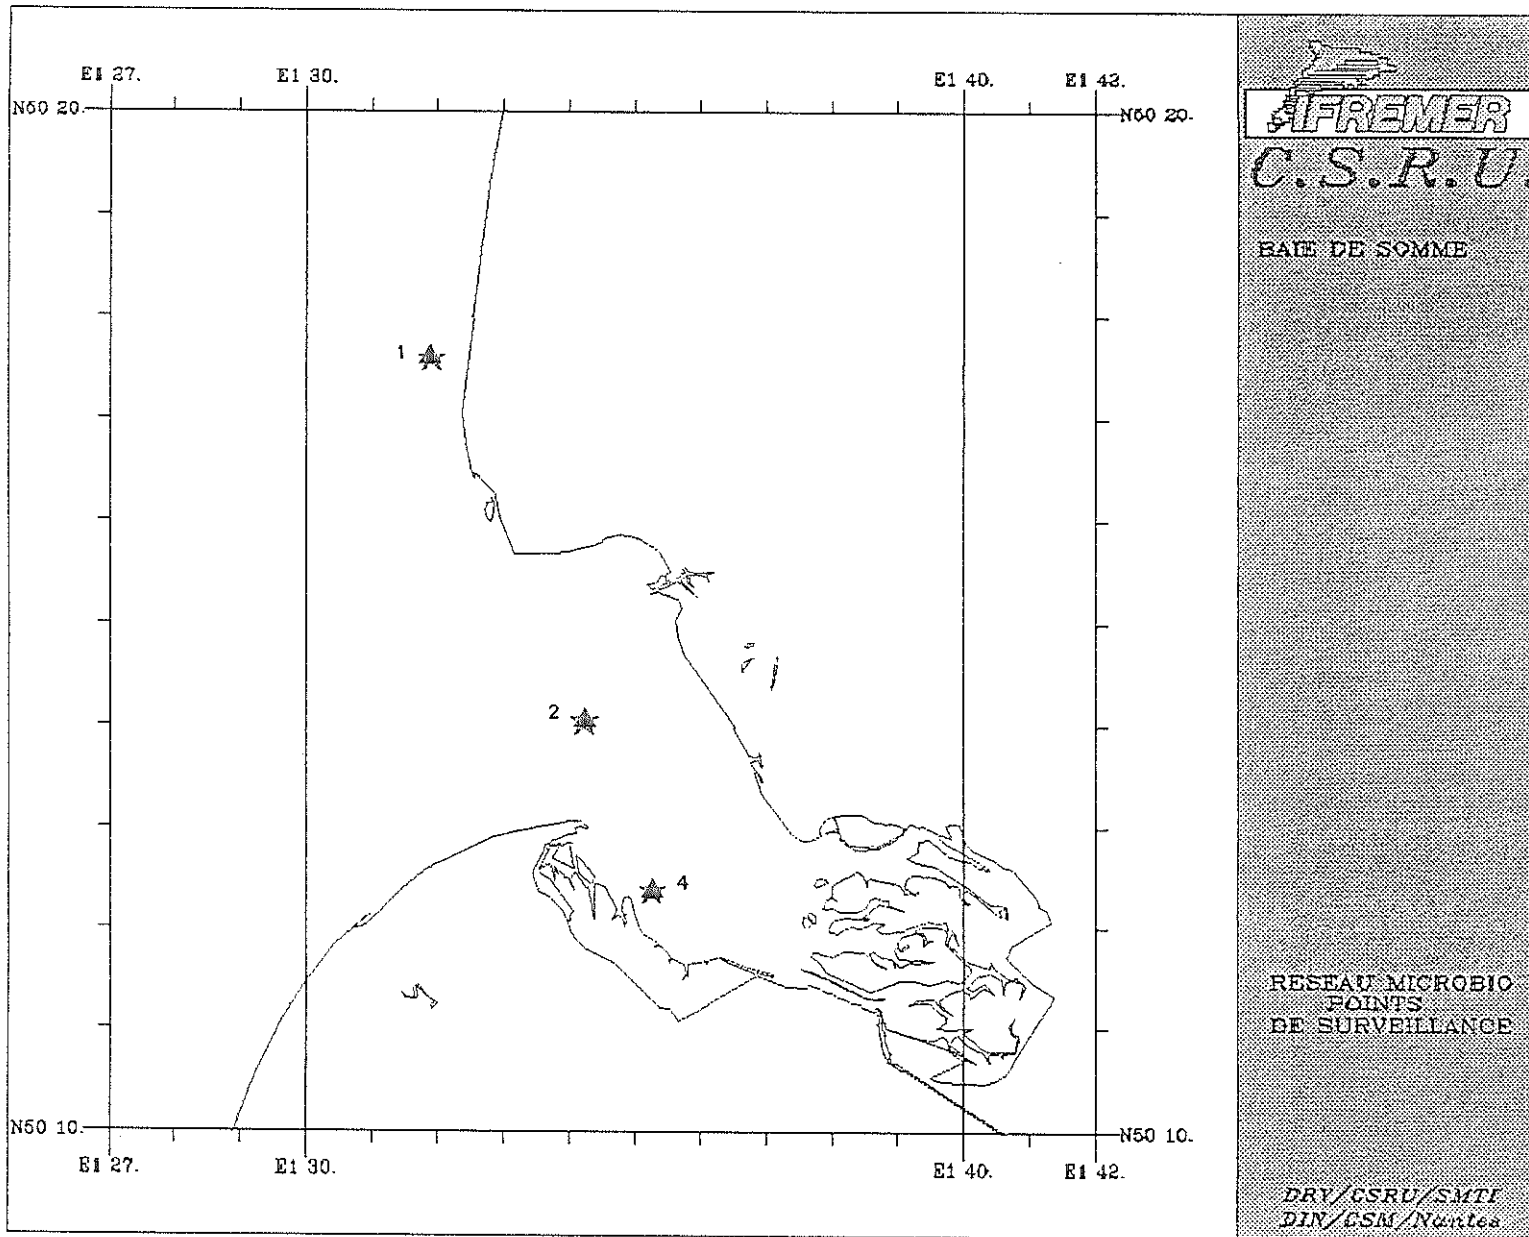 E1 27.
E1 30.
E1 40.
E1 42.
N50 20.
N50 20.
1
2
4
N50 10.
N50 10.
E1 27.
E1 30.
E1 40.
E1 42.
IFREMER
C.S.R.U.
BAIE DE SOMME
RESEAU MICROBIO
POINTS
DE SURVEILLANCE
DRV/CSRU/SMTI
DIN/CSM/Nantes